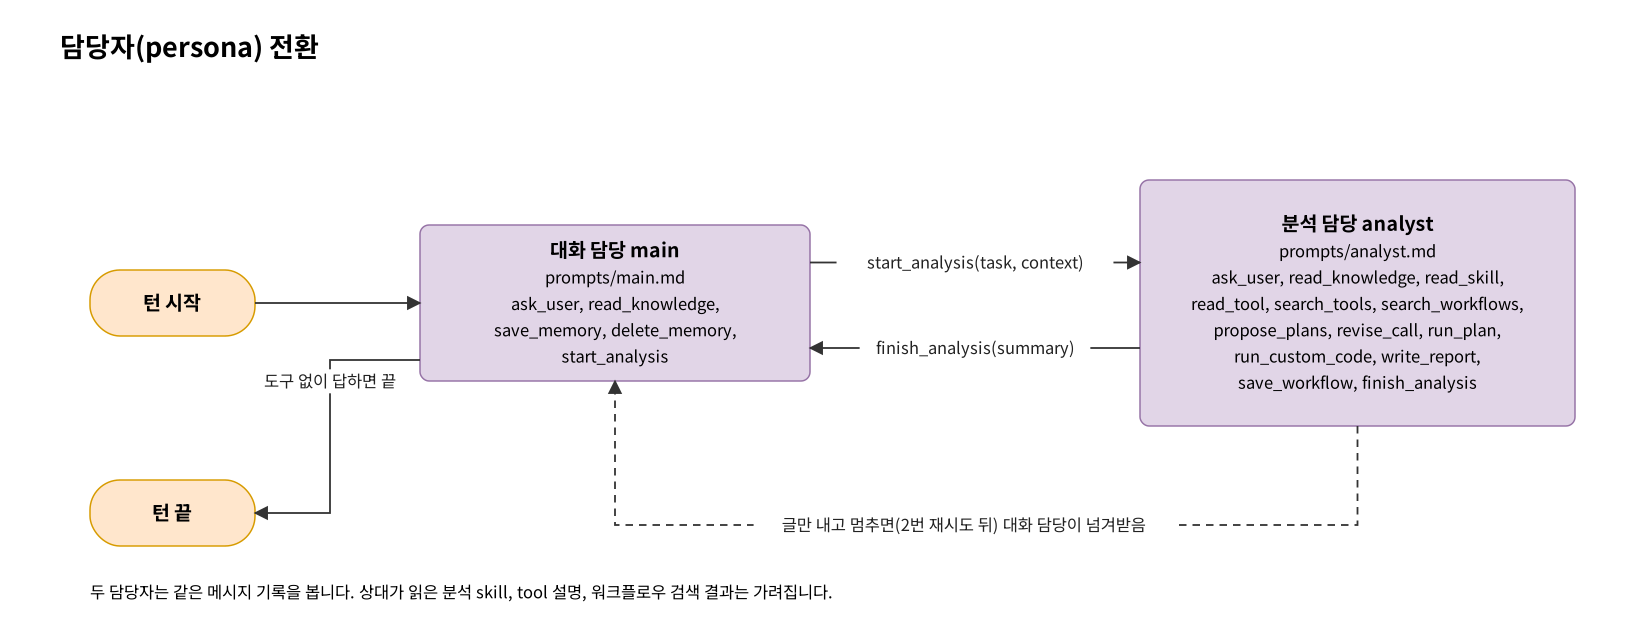 담당자(persona) 전환
턴 시작
대화 담당 main
prompts/main.md
ask_user, read_knowledge,
save_memory, delete_memory,
start_analysis
start_analysis(task, context)
finish_analysis(summary)
분석 담당 analyst
prompts/analyst.md
ask_user, read_knowledge, read_skill,
read_tool, search_tools, search_workflows,
propose_plans, revise_call, run_plan,
run_custom_code, write_report,
save_workflow, finish_analysis
도구 없이 답하면 끝
턴 끝
글만 내고 멈추면(2번 재시도 뒤) 대화 담당이 넘겨받음
두 담당자는 같은 메시지 기록을 봅니다. 상대가 읽은 분석 skill, tool 설명, 워크플로우 검색 결과는 가려집니다.